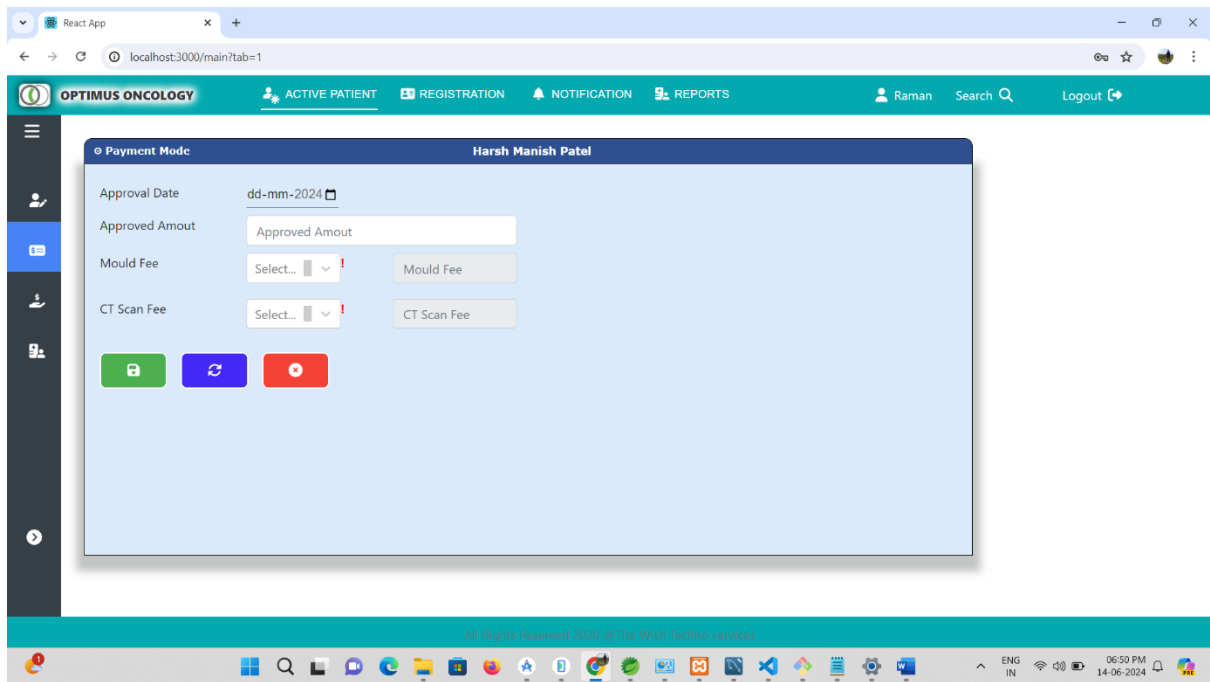 React App
localhost:3000/main?tab=1
OPTIMUS ONCOLOGY ACTIVE PATIENT REGISTRATION NOTIFICATION REPORTS Raman Search Logout
Payment Mode Harsh Manish Patel
Approval Date dd-mm-2024
Approved Amout Approved Amout
Mould Fee Select... ! Mould Fee
CT Scan Fee Select... ! CT Scan Fee
All Rights Reserved 2020 @The Wish Techno services
ENG 06:50 PM
IN 14-06-2024
PRE